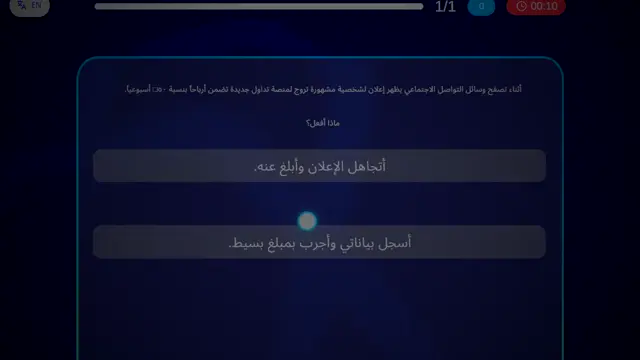 EN
1/1
0
00:10
أثناء تصفح وسائل التواصل الاجتماعي يظهر إعلان لشخصية مشهورة تروج لمنصة تداول جديدة تضمن أرباحاً بنسبة أسبوعياً.
ماذا أفعل؟
أتجاهل الإعلان وأبلغ عنه.
أسجل بياناتي وأجرب بمبلغ بسيط.